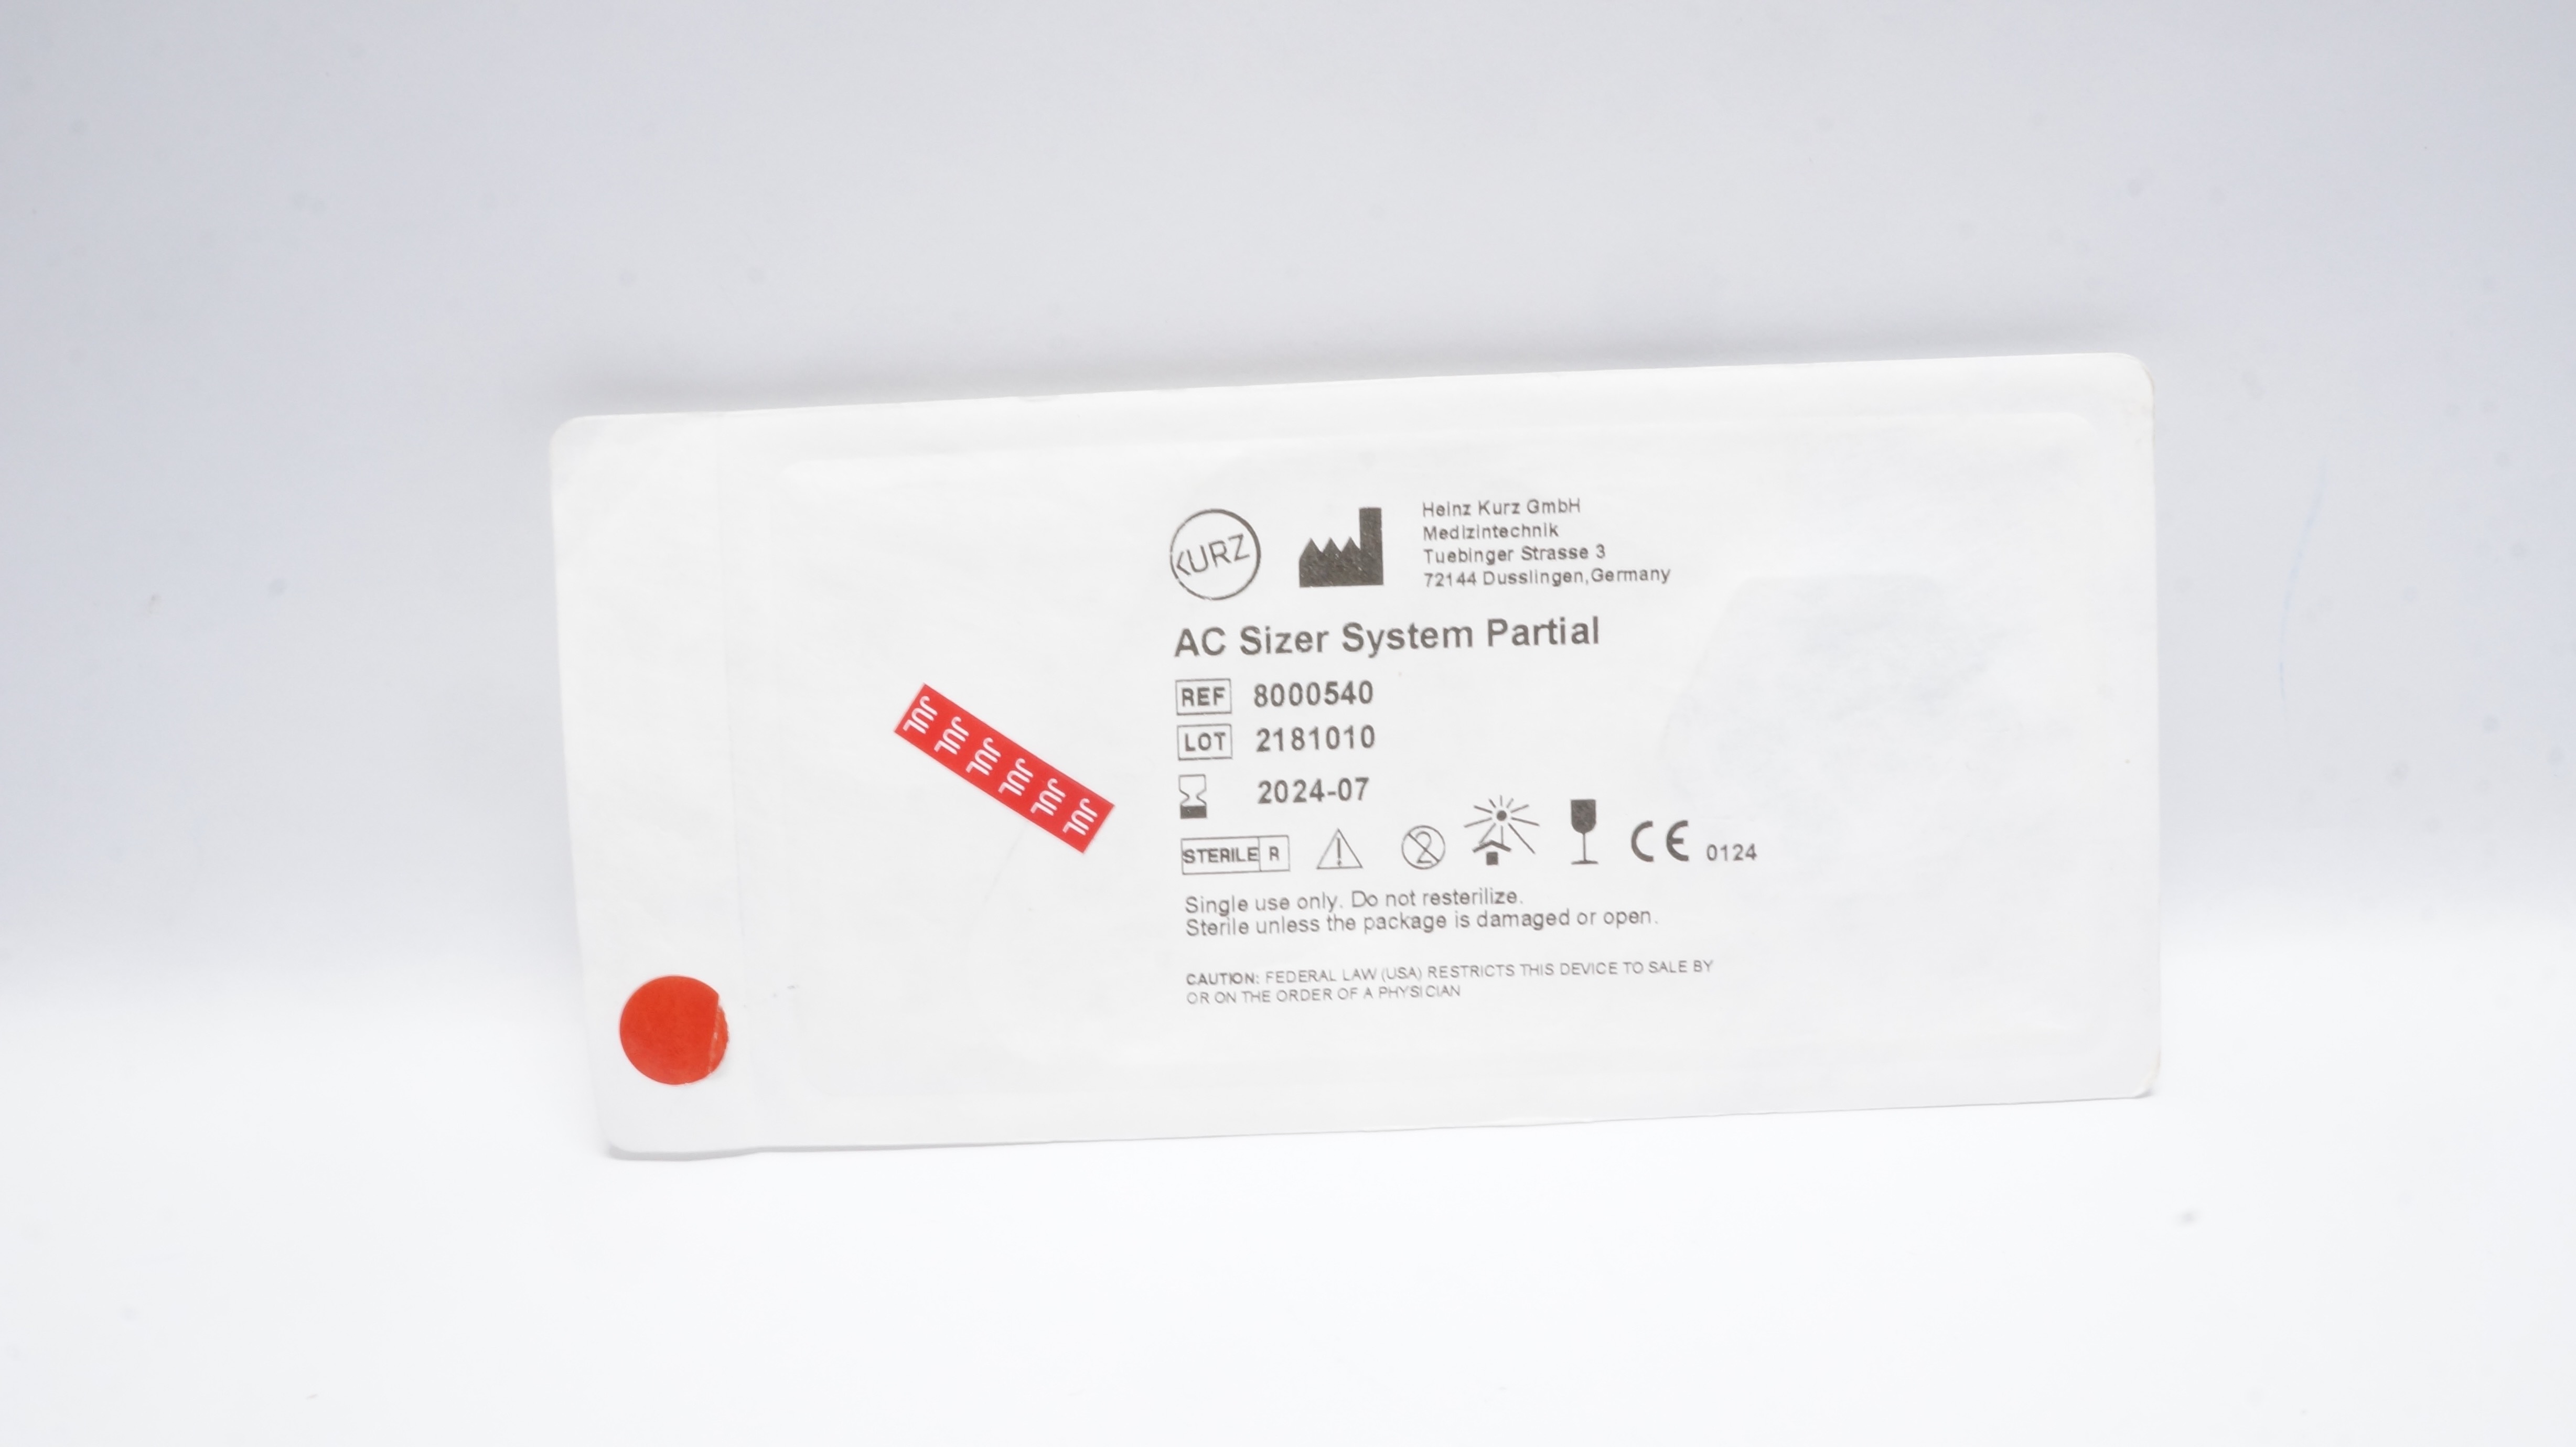 KURZ
Heinz Kurz GmbH
Medizintechnik
Tuebinger Strasse 3
72144 Dusslingen,Germany
AC Sizer System Partial
REF 8000540
LOT 2181010
2024-07
JUL JUL JUL JUL JUL JUL
STERILE R
2
CE 0124
Single use only. Do not resterilize.
Sterile unless the package is damaged or open.
CAUTION: FEDERAL LAW (USA) RESTRICTS THIS DEVICE TO SALE BY
OR ON THE ORDER OF A PHYSICIAN